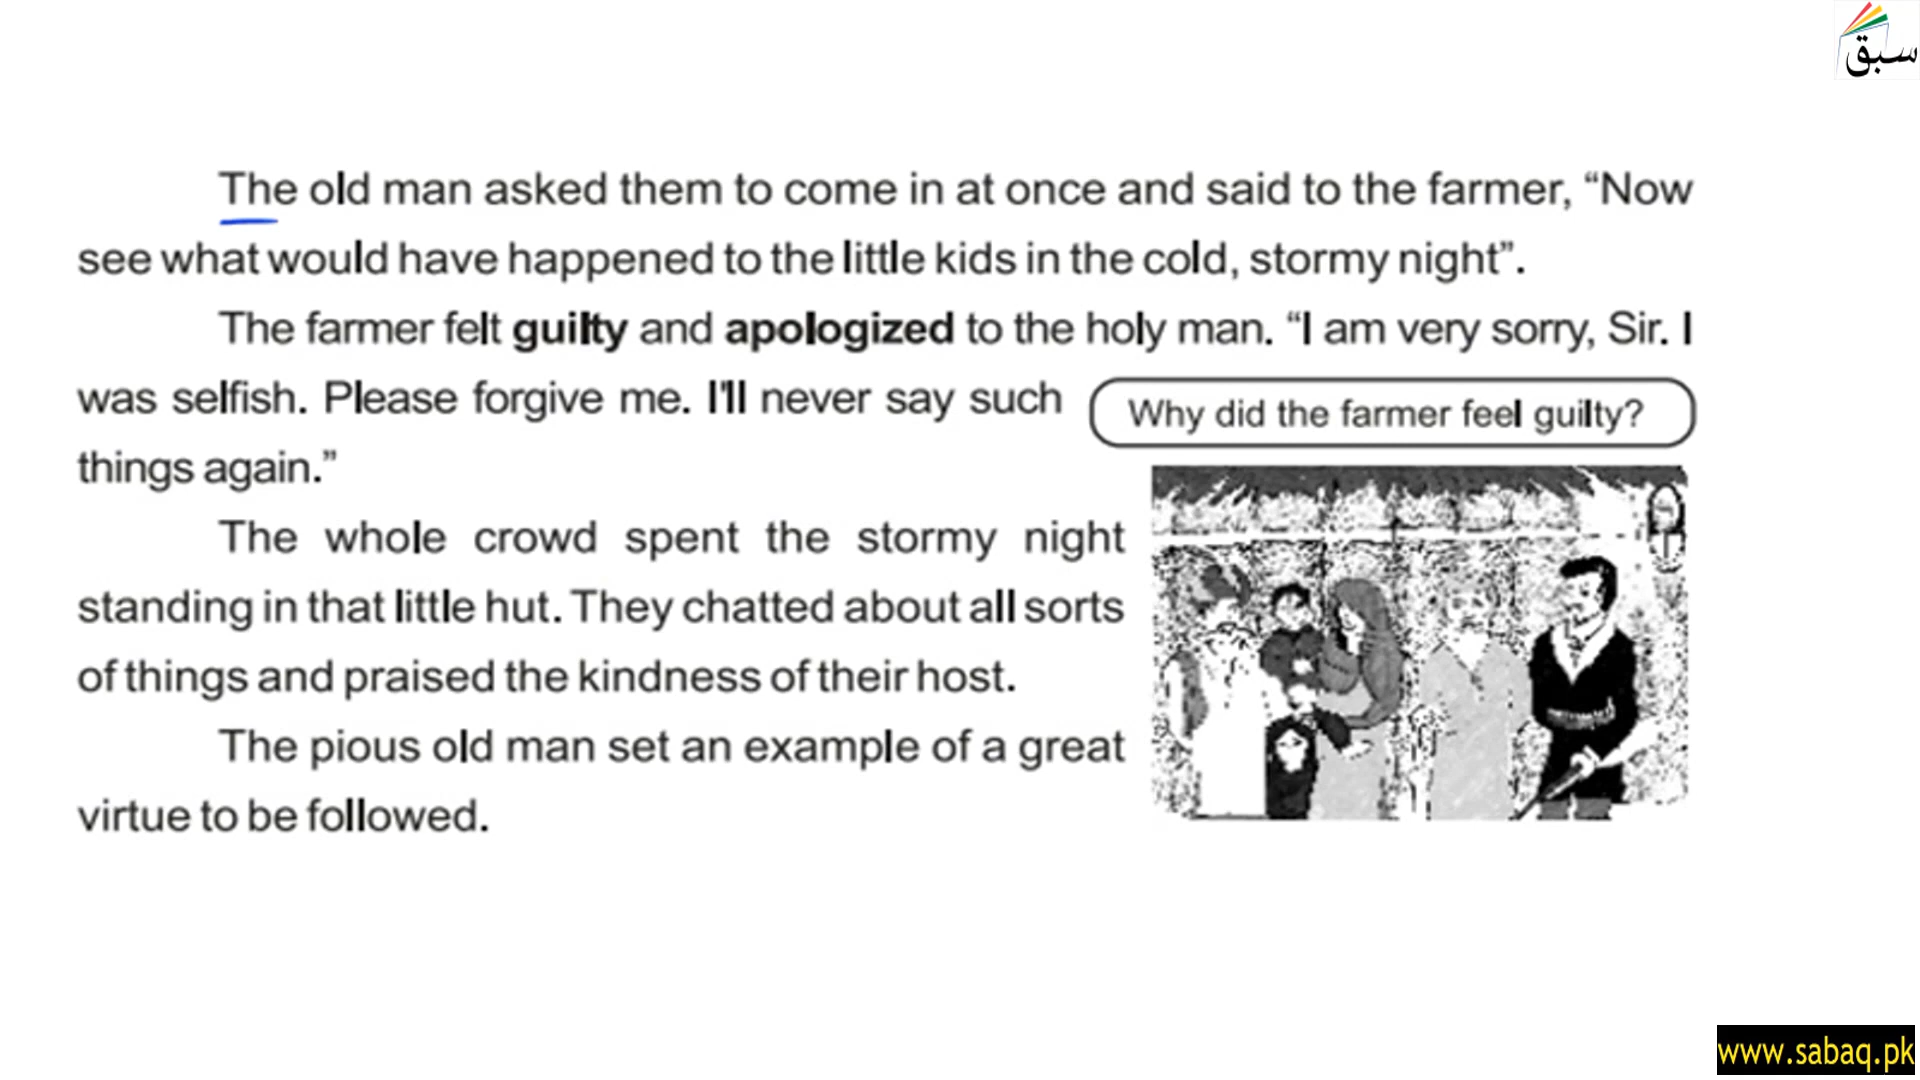 سبق
The old man asked them to come in at once and said to the farmer, “Now
see what would have happened to the little kids in the cold, stormy night”.
The farmer felt guilty and apologized to the holy man. “I am very sorry, Sir. I
was selfish. Please forgive me. I'll never say such
things again.”
Why did the farmer feel guilty?
The whole crowd spent the stormy night
standing in that little hut. They chatted about all sorts
of things and praised the kindness of their host.
The pious old man set an example of a great
virtue to be followed.
www.sabaq.pk